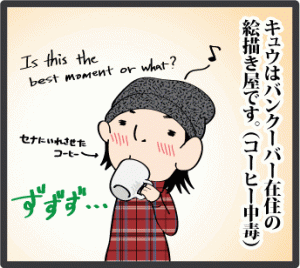 キュウはバンクーバー在住の
絵描き屋です。(コーヒー中毒)
Is this the
best moment or what?
セナにいれさせた
コーヒー
ずずず…